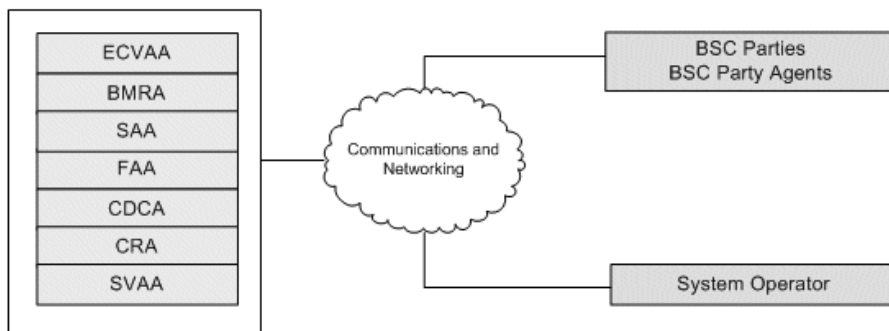 ECVAA
BMRA
SAA
FAA
CDCA
CRA
SVAA
Communications and
Networking
BSC Parties
BSC Party Agents
System Operator